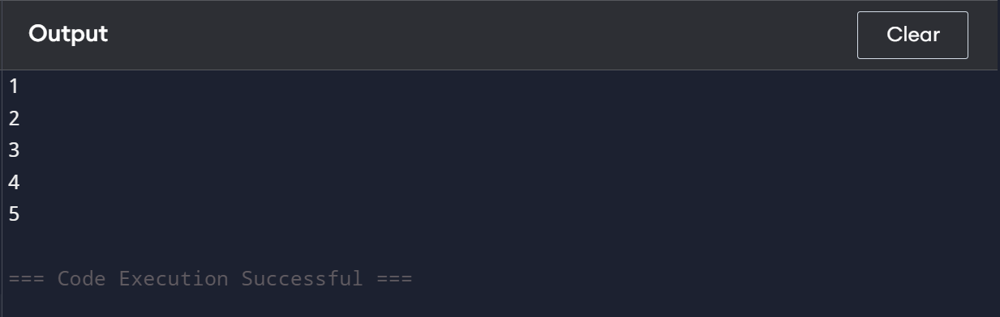 Output
Clear
1
2
3
4
5
=== Code Execution Successful ===